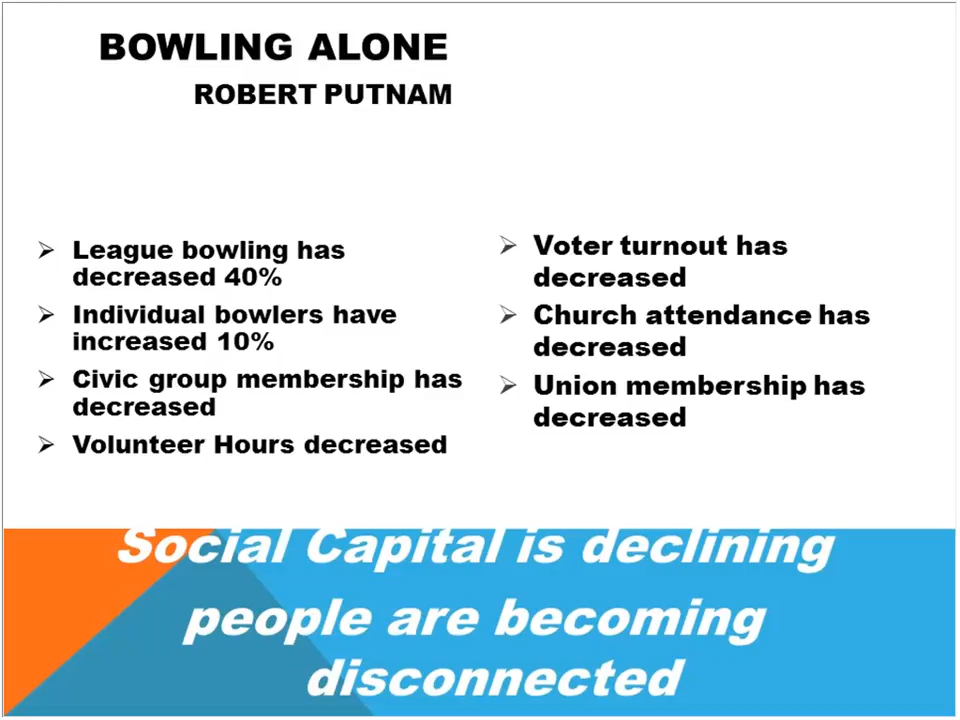 BOWLING ALONE
ROBERT PUTNAM
League bowling has
decreased 40%
Individual bowlers have
increased 10%
Civic group membership has
decreased
Volunteer Hours decreased
Voter turnout has
decreased
Church attendance has
decreased
Union membership has
decreased
Social Capital is declining
people are becoming
disconnected